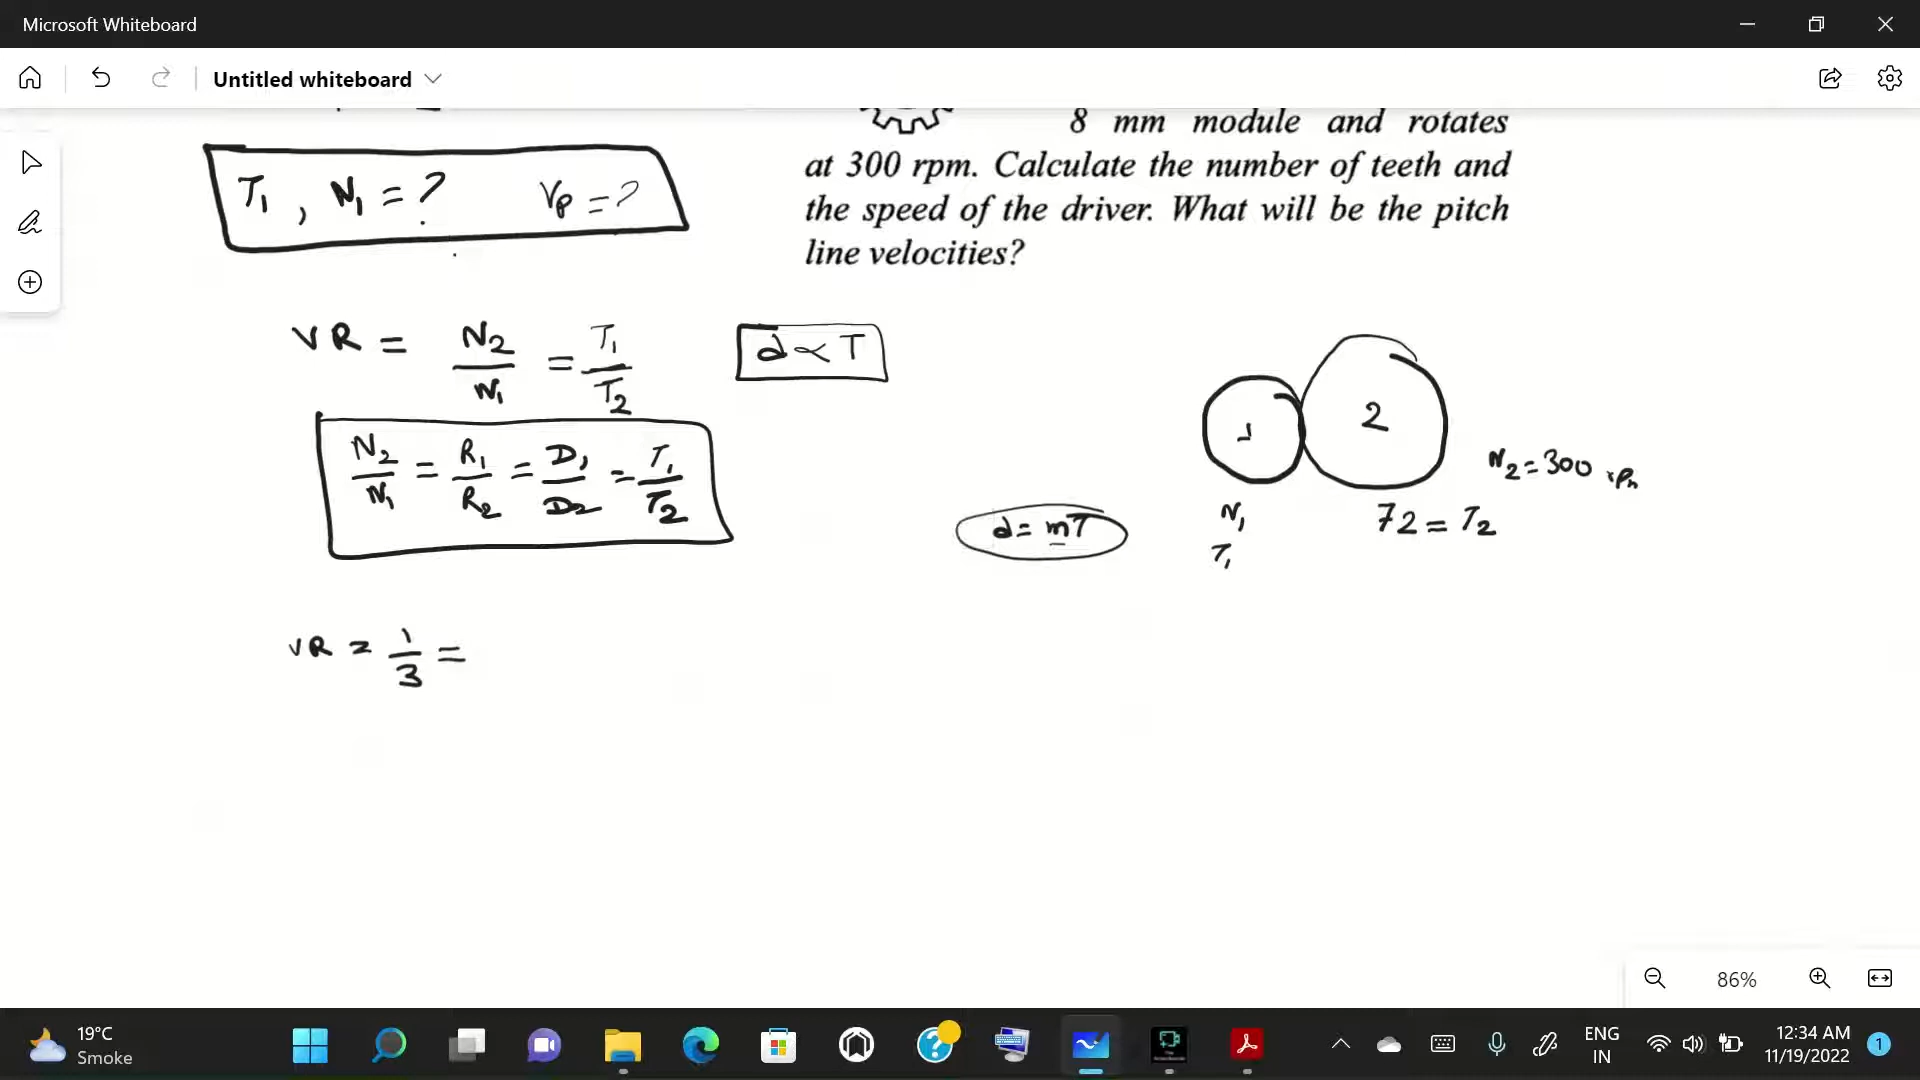 Microsoft Whiteboard
Untitled whiteboard
8 mm module and rotates
at 300 rpm. Calculate the number of teeth and
the speed of the driver. What will be the pitch
line velocities?
T₁ , N₁ = ? Vp = ?
VR = N₂/N₁ = T₁/T₂
d ∝ T
N₂/N₁ = R₁/R₂ = D₁/D₂ = T₁/T₂
1
2
N₂ = 300 rpm
d = mT
N₁
T₁
72 = T₂
VR = 1/3 =
86%
19°C
Smoke
ENG
IN
12:34 AM
11/19/2022
1